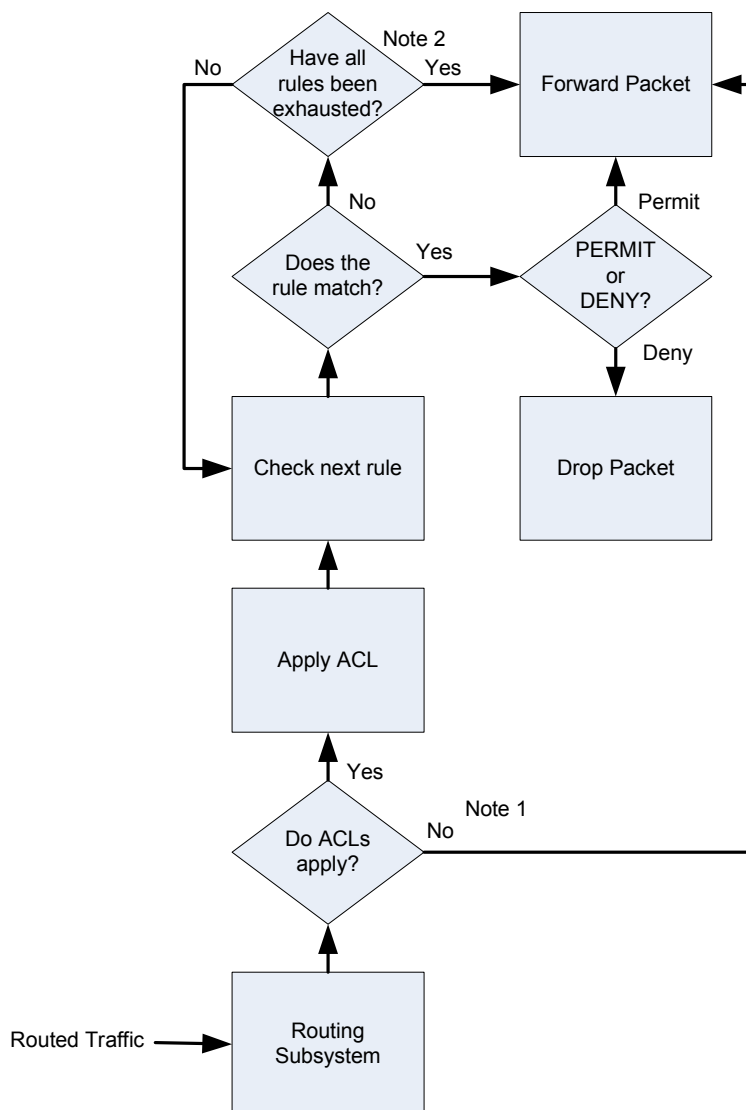 Note 2
No
Have all
rules been
exhausted?
Yes
Forward Packet
No
Permit
Does the
rule match?
Yes
PERMIT
or
DENY?
Deny
Check next rule
Drop Packet
Apply ACL
Yes
Note 1
Do ACLs
apply?
No
Routed Traffic
Routing
Subsystem